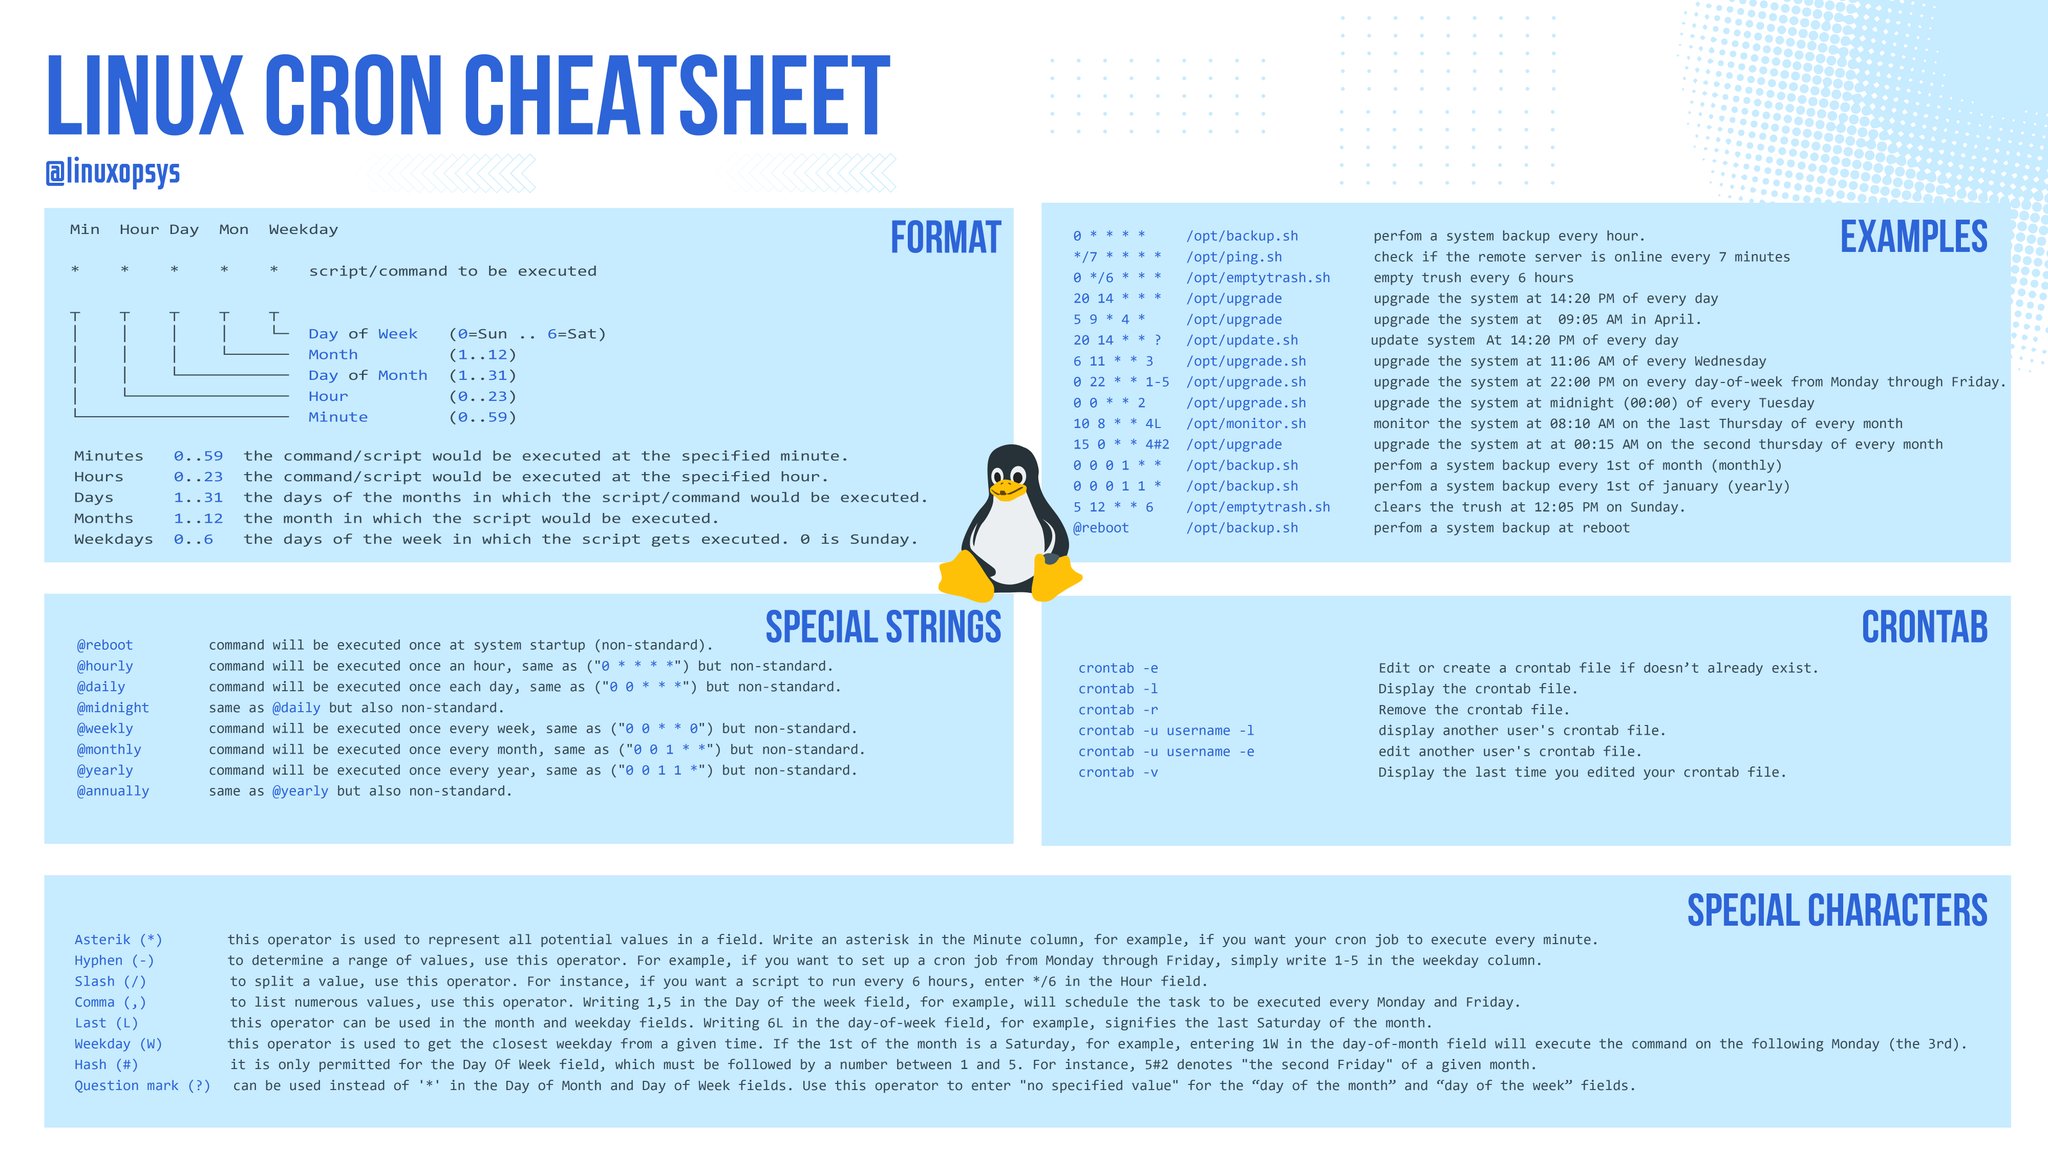 LINUX CRON CHEATSHEET
@linuxopsys
FORMAT
Min Hour Day Mon Weekday
* * * * * script/command to be executed
Day of Week (0=Sun .. 6=Sat)
Month (1..12)
Day of Month (1..31)
Hour (0..23)
Minute (0..59)
Minutes 0..59 the command/script would be executed at the specified minute.
Hours 0..23 the command/script would be executed at the specified hour.
Days 1..31 the days of the months in which the script/command would be executed.
Months 1..12 the month in which the script would be executed.
Weekdays 0..6 the days of the week in which the script gets executed. 0 is Sunday.
EXAMPLES
0 * * * * /opt/backup.sh perfom a system backup every hour.
*/7 * * * * /opt/ping.sh check if the remote server is online every 7 minutes
0 */6 * * * /opt/emptytrash.sh empty trush every 6 hours
20 14 * * * /opt/upgrade upgrade the system at 14:20 PM of every day
5 9 * 4 * /opt/upgrade upgrade the system at 09:05 AM in April.
20 14 * * ? /opt/update.sh update system At 14:20 PM of every day
6 11 * * 3 /opt/upgrade.sh upgrade the system at 11:06 AM of every Wednesday
0 22 * * 1-5 /opt/upgrade.sh upgrade the system at 22:00 PM on every day-of-week from Monday through Friday.
0 0 * * 2 /opt/upgrade.sh upgrade the system at midnight (00:00) of every Tuesday
10 8 * * 4L /opt/monitor.sh monitor the system at 08:10 AM on the last Thursday of every month
15 0 * * 4#2 /opt/upgrade upgrade the system at at 00:15 AM on the second thursday of every month
0 0 0 1 * * /opt/backup.sh perfom a system backup every 1st of month (monthly)
0 0 0 1 1 * /opt/backup.sh perfom a system backup every 1st of january (yearly)
5 12 * * 6 /opt/emptytrash.sh clears the trush at 12:05 PM on Sunday.
@reboot /opt/backup.sh perfom a system backup at reboot
SPECIAL STRINGS
@reboot command will be executed once at system startup (non-standard).
@hourly command will be executed once an hour, same as ("0 * * * *") but non-standard.
@daily command will be executed once each day, same as ("0 0 * * *") but non-standard.
@midnight same as @daily but also non-standard.
@weekly command will be executed once every week, same as ("0 0 * * 0") but non-standard.
@monthly command will be executed once every month, same as ("0 0 1 * *") but non-standard.
@yearly command will be executed once every year, same as ("0 0 1 1 *") but non-standard.
@annually same as @yearly but also non-standard.
CRONTAB
crontab -e Edit or create a crontab file if doesn’t already exist.
crontab -l Display the crontab file.
crontab -r Remove the crontab file.
crontab -u username -l display another user's crontab file.
crontab -u username -e edit another user's crontab file.
crontab -v Display the last time you edited your crontab file.
SPECIAL CHARACTERS
Asterik (*) this operator is used to represent all potential values in a field. Write an asterisk in the Minute column, for example, if you want your cron job to execute every minute.
Hyphen (-) to determine a range of values, use this operator. For example, if you want to set up a cron job from Monday through Friday, simply write 1-5 in the weekday column.
Slash (/) to split a value, use this operator. For instance, if you want a script to run every 6 hours, enter */6 in the Hour field.
Comma (,) to list numerous values, use this operator. Writing 1,5 in the Day of the week field, for example, will schedule the task to be executed every Monday and Friday.
Last (L) this operator can be used in the month and weekday fields. Writing 6L in the day-of-week field, for example, signifies the last Saturday of the month.
Weekday (W) this operator is used to get the closest weekday from a given time. If the 1st of the month is a Saturday, for example, entering 1W in the day-of-month field will execute the command on the following Monday (the 3rd).
Hash (#) it is only permitted for the Day Of Week field, which must be followed by a number between 1 and 5. For instance, 5#2 denotes "the second Friday" of a given month.
Question mark (?) can be used instead of '*' in the Day of Month and Day of Week fields. Use this operator to enter "no specified value" for the “day of the month” and “day of the week” fields.